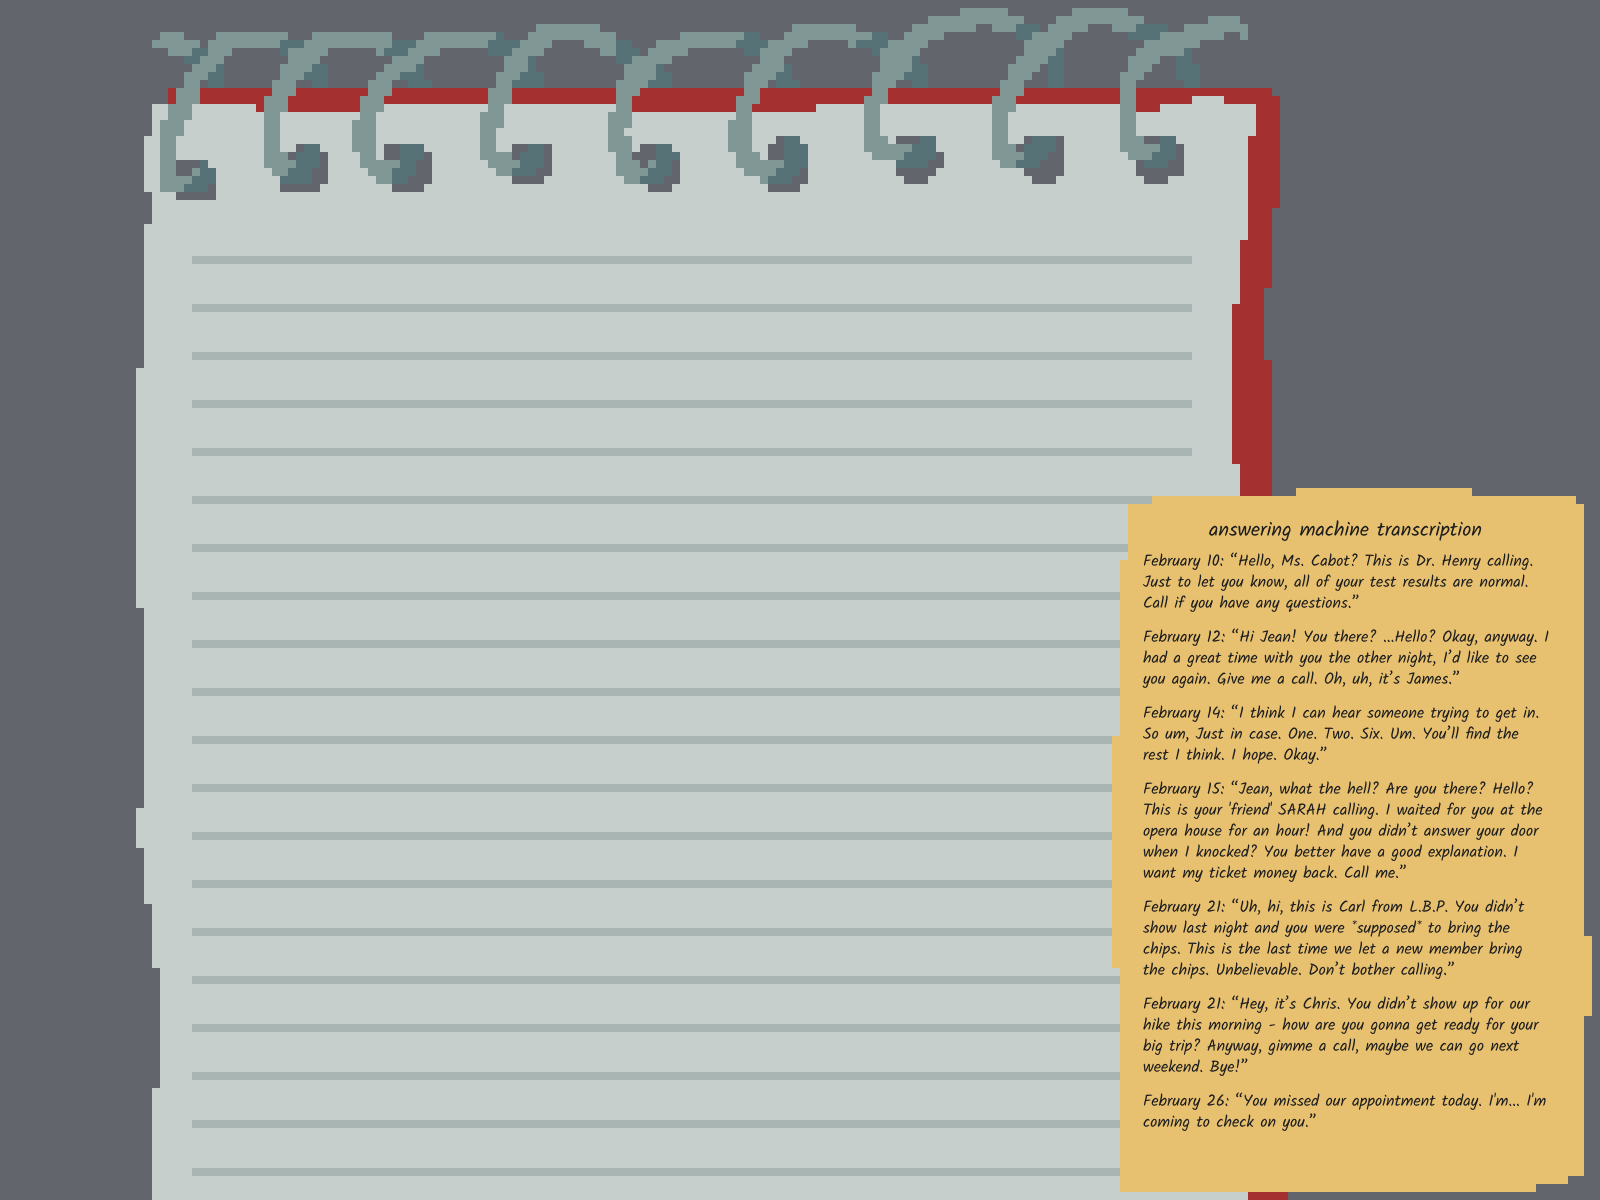 answering machine transcription
February 10: “Hello, Ms. Cabot? This is Dr. Henry calling.
Just to let you know, all of your test results are normal.
Call if you have any questions.”
February 12: “Hi Jean! You there? ...Hello? Okay, anyway. I
had a great time with you the other night, I’d like to see
you again. Give me a call. Oh, uh, it’s James.”
February 14: “I think I can hear someone trying to get in.
So um, Just in case. One. Two. Six. Um. You’ll find the
rest I think. I hope. Okay.”
February 15: “Jean, what the hell? Are you there? Hello?
This is your 'friend' SARAH calling. I waited for you at the
opera house for an hour! And you didn’t answer your door
when I knocked? You better have a good explanation. I
want my ticket money back. Call me.”
February 21: “Uh, hi, this is Carl from L.B.P. You didn’t
show last night and you were *supposed* to bring the
chips. This is the last time we let a new member bring
the chips. Unbelievable. Don’t bother calling.”
February 21: “Hey, it’s Chris. You didn’t show up for our
hike this morning - how are you gonna get ready for your
big trip? Anyway, gimme a call, maybe we can go next
weekend. Bye!”
February 26: “You missed our appointment today. I'm... I'm
coming to check on you.”